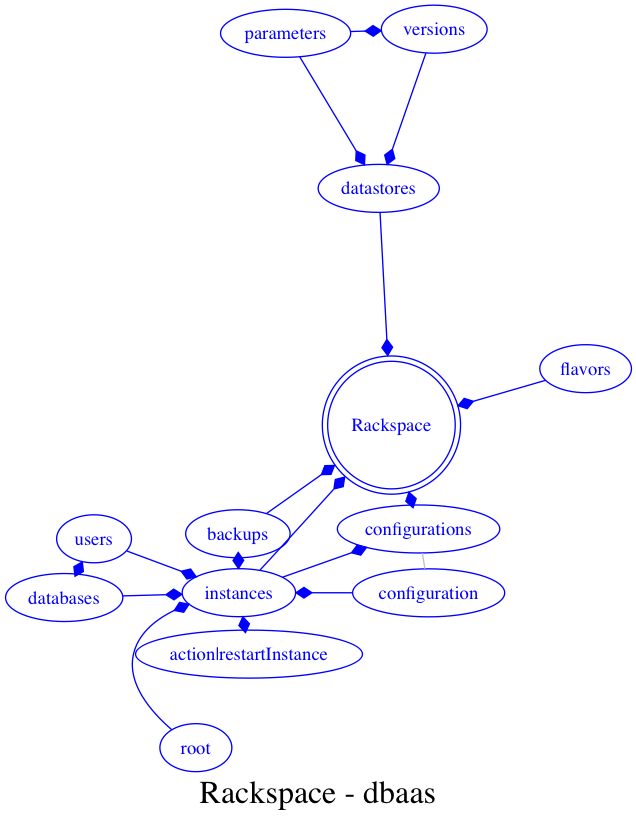 parameters
versions
datastores
flavors
Rackspace
backups
configurations
users
instances
configuration
databases
action|restartInstance
root
Rackspace - dbaas